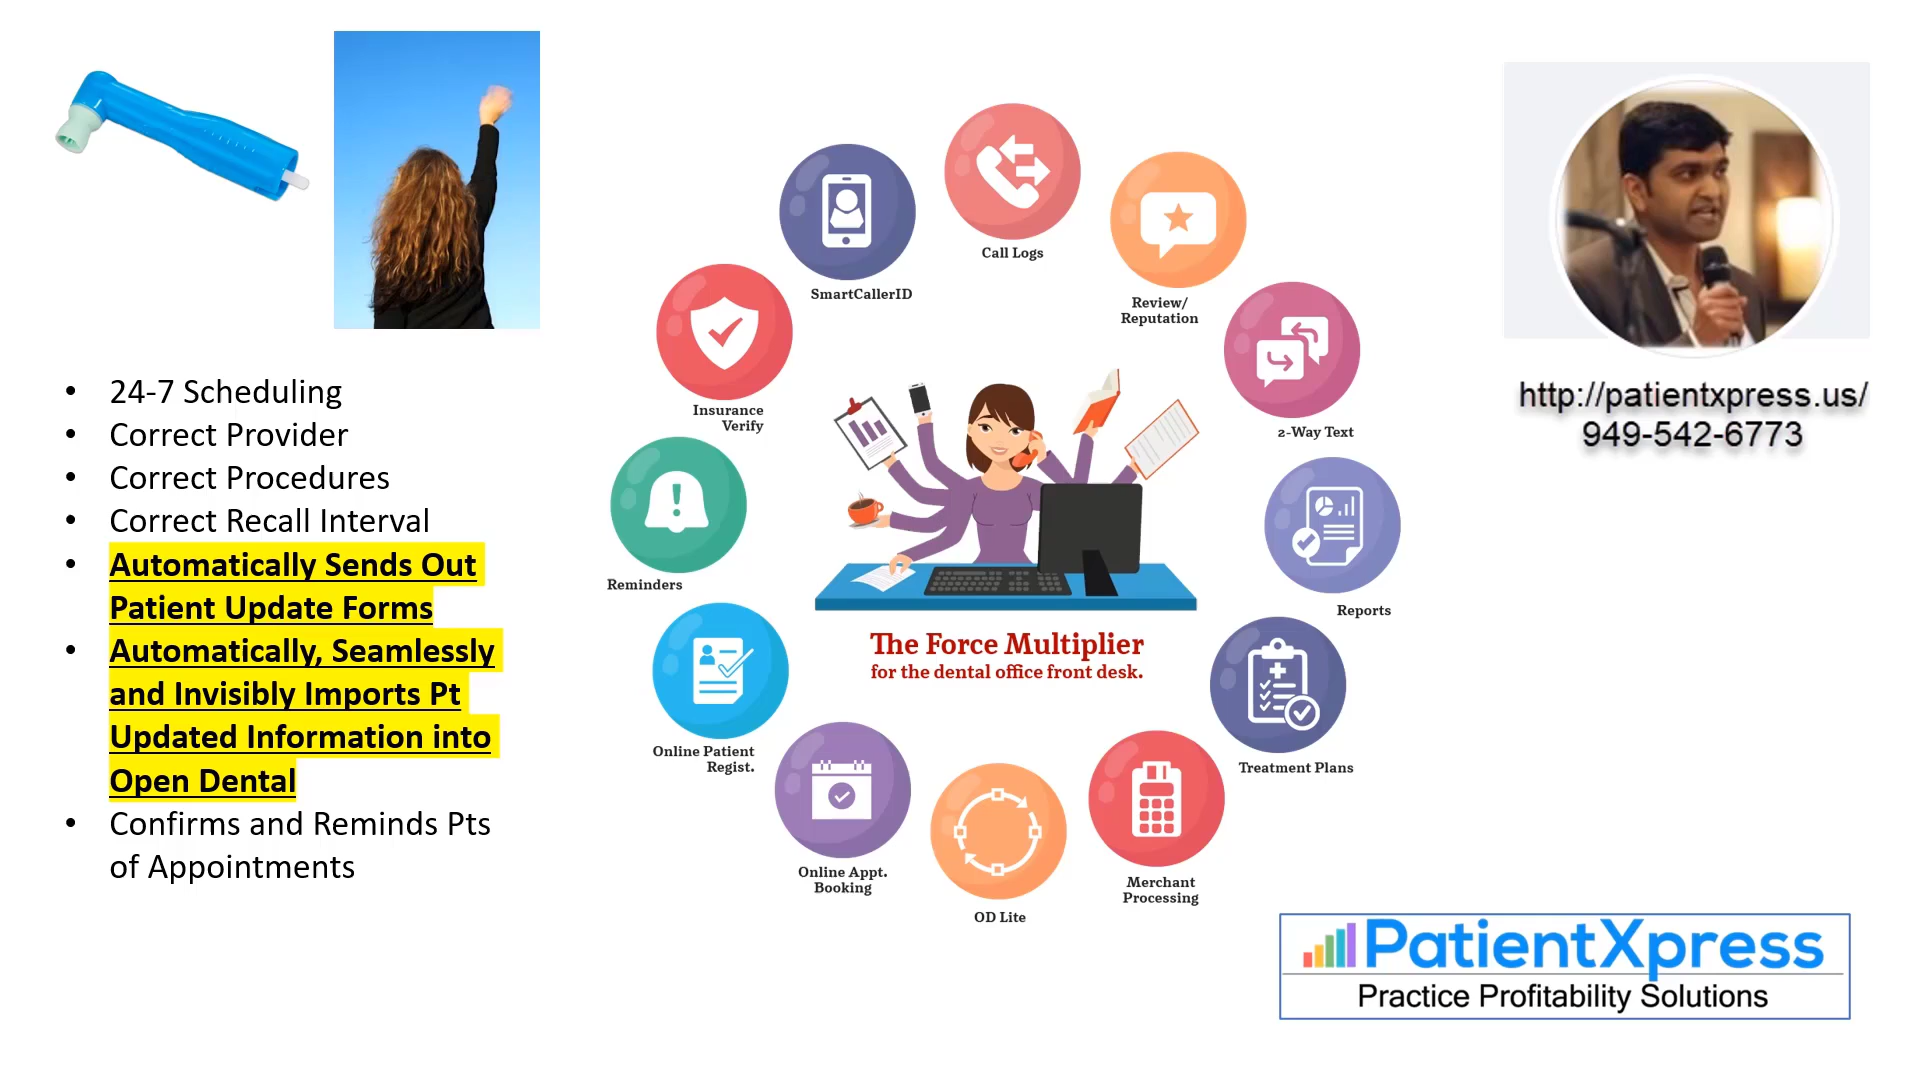 24-7 Scheduling
Correct Provider
Correct Procedures
Correct Recall Interval
Automatically Sends Out
Patient Update Forms
Automatically, Seamlessly
and Invisibly Imports Pt
Updated Information into
Open Dental
Confirms and Reminds Pts
of Appointments
Call Logs
SmartCallerID
Review/
Reputation
Insurance
Verify
2-Way Text
Reminders
Reports
The Force Multiplier
for the dental office front desk.
Online Patient
Regist.
Treatment Plans
Online Appt.
Booking
Merchant
Processing
OD Lite
http://patientxpress.us/
949-542-6773
PatientXpress
Practice Profitability Solutions